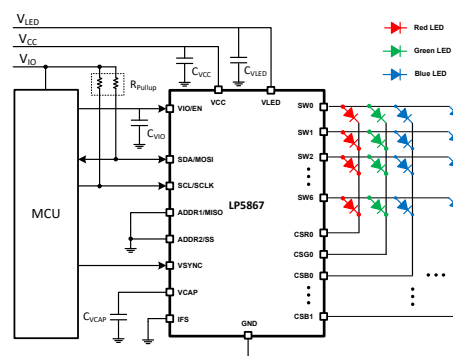 VLED
VCC
VIO
RPullup
CVCC
CVLED
CVIO
Red LED
Green LED
Blue LED
MCU
LP5867
VCC
VLED
VIO/EN
SDA/MOSI
SCL/SCLK
ADDR1/MISO
ADDR2/SS
VSYNC
VCAP
IFS
GND
CVCAP
SW0
SW1
SW2
SW6
CSR0
CSG0
CSB0
CSB1